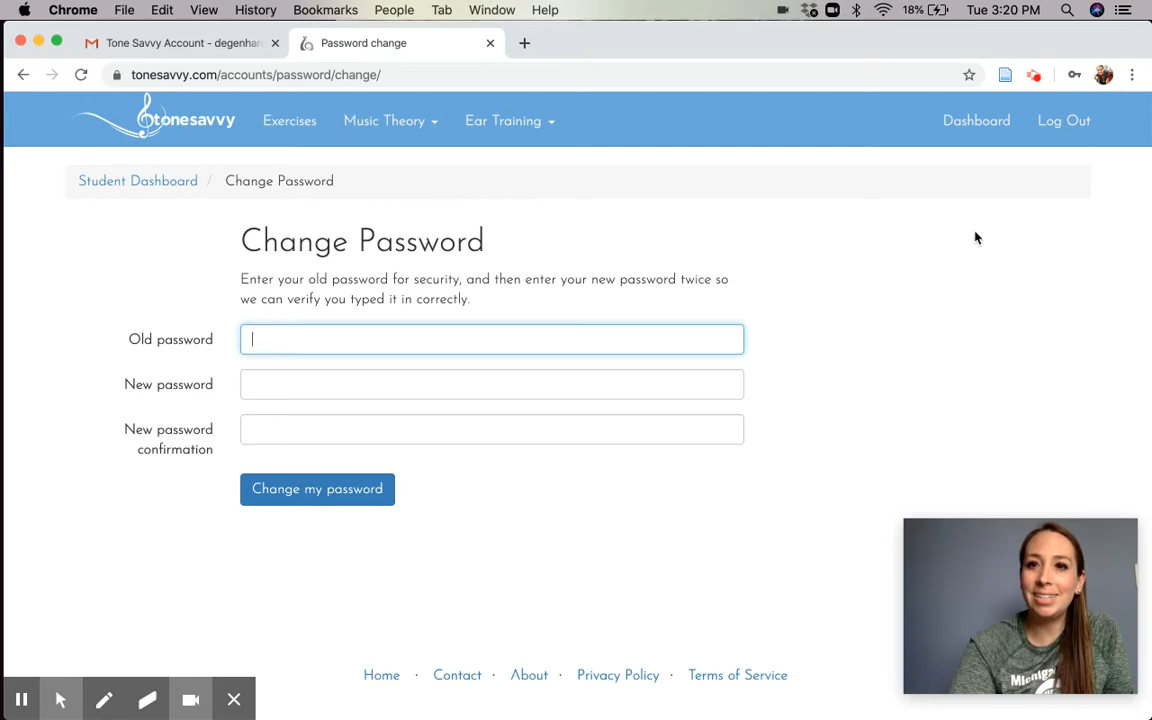 Chrome File Edit View History Bookmarks People Tab Window Help 18% Tue 3:20 PM
Tone Savvy Account - degenhar
Password change
tonesavvy.com/accounts/password/change/
tonesavvy Exercises Music Theory Ear Training Dashboard Log Out
Student Dashboard / Change Password
Change Password
Enter your old password for security, and then enter your new password twice so
we can verify you typed it in correctly.
Old password
New password
New password
confirmation
Change my password
Michigan
Home · Contact · About · Privacy Policy · Terms of Service